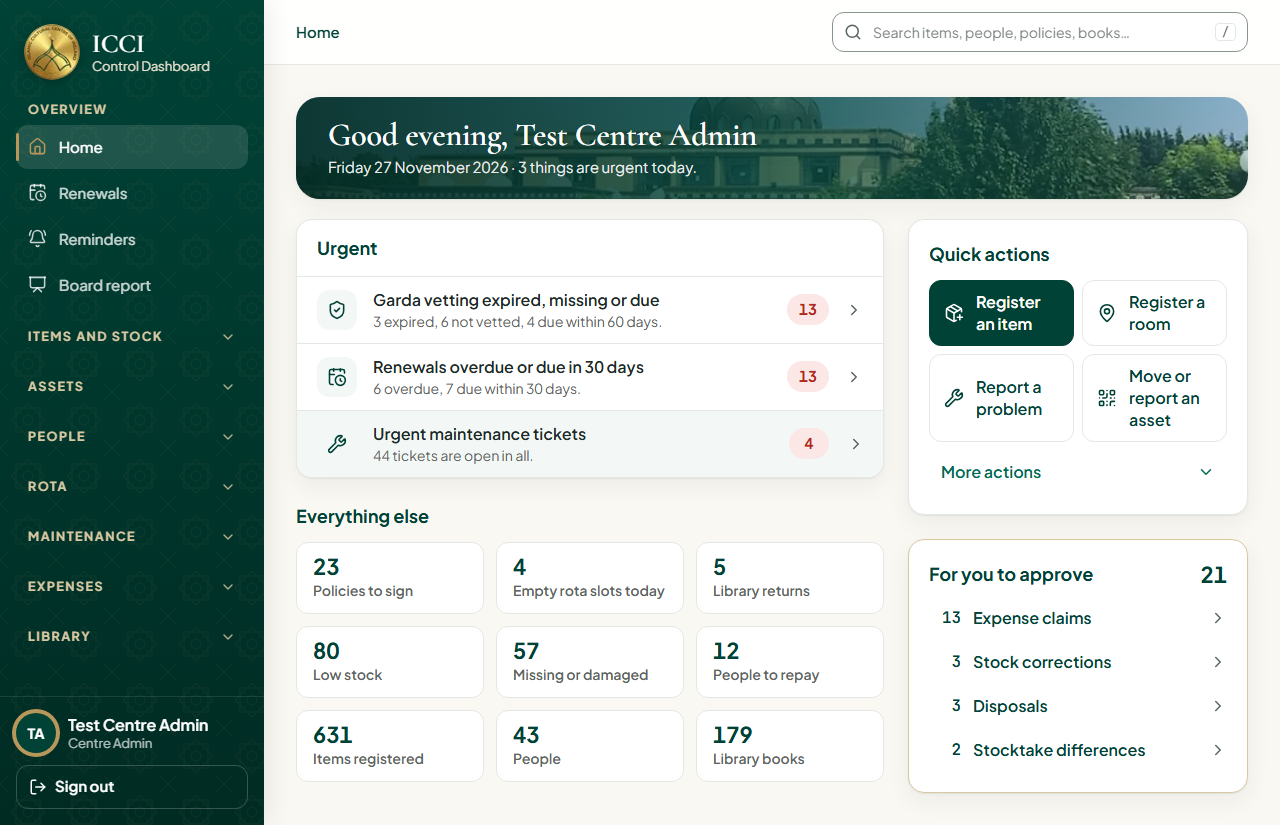 ICCI
Control Dashboard
OVERVIEW
Home
Renewals
Reminders
Board report
ITEMS AND STOCK
ASSETS
PEOPLE
ROTA
MAINTENANCE
EXPENSES
LIBRARY
TA
Test Centre Admin
Centre Admin
Sign out
Home
Search items, people, policies, books…
/
Good evening, Test Centre Admin
Friday 27 November 2026 · 3 things are urgent today.
Urgent
Garda vetting expired, missing or due
3 expired, 6 not vetted, 4 due within 60 days.
13
Renewals overdue or due in 30 days
6 overdue, 7 due within 30 days.
13
Urgent maintenance tickets
44 tickets are open in all.
4
Everything else
23
Policies to sign
4
Empty rota slots today
5
Library returns
80
Low stock
57
Missing or damaged
12
People to repay
631
Items registered
43
People
179
Library books
Quick actions
Register
an item
Register a
room
Report a
problem
Move or
report an
asset
More actions
For you to approve
21
13 Expense claims
3 Stock corrections
3 Disposals
2 Stocktake differences